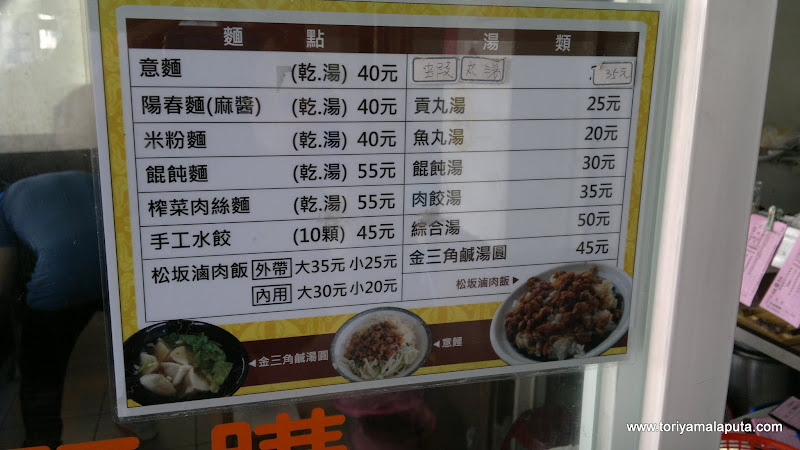 麵 點
意麵 (乾.湯) 40元
陽春麵(麻醬) (乾.湯) 40元
米粉麵 (乾.湯) 40元
餛飩麵 (乾.湯) 55元
榨菜肉絲麵 (乾.湯) 55元
手工水餃 (10顆) 45元
松坂滷肉飯 外帶 大35元 小25元
內用 大30元 小20元
湯 類
35元
貢丸湯 25元
魚丸湯 20元
餛飩湯 30元
肉餃湯 35元
綜合湯 50元
金三角鹹湯圓 45元
松坂滷肉飯▶
◀金三角鹹湯圓
◀意麵
www.toriyamalaputa.com